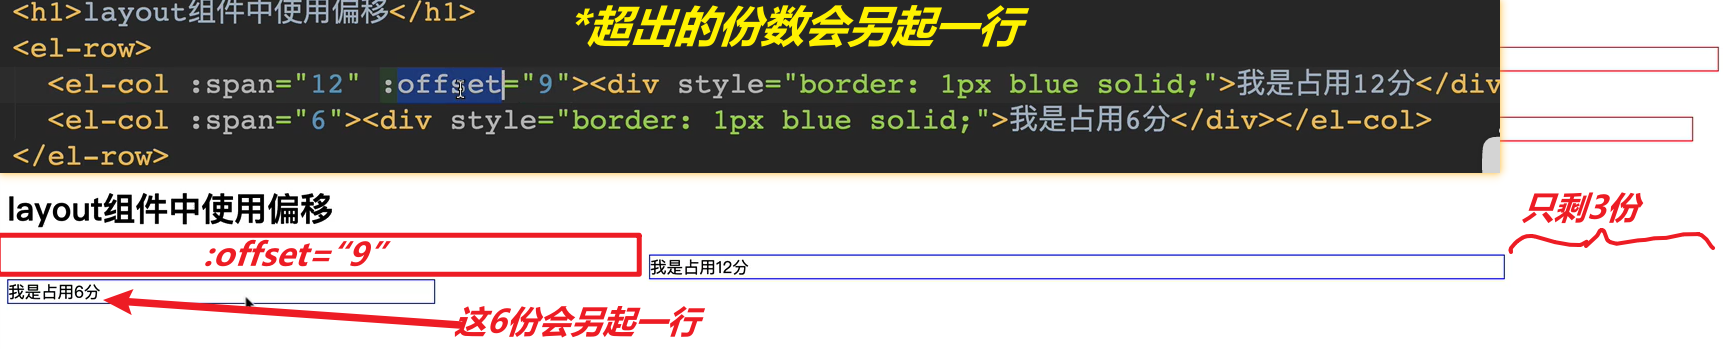 <h1>layout组件中使用偏移</h1>
*超出的份数会另起一行
<el-row>
<el-col :span="12" :offset="9"><div style="border: 1px blue solid;">我是占用12分</div
<el-col :span="6"><div style="border: 1px blue solid;">我是占用6分</div></el-col>
</el-row>
layout组件中使用偏移
只剩3份
:offset=“9”
我是占用12分
我是占用6分
这6份会另起一行